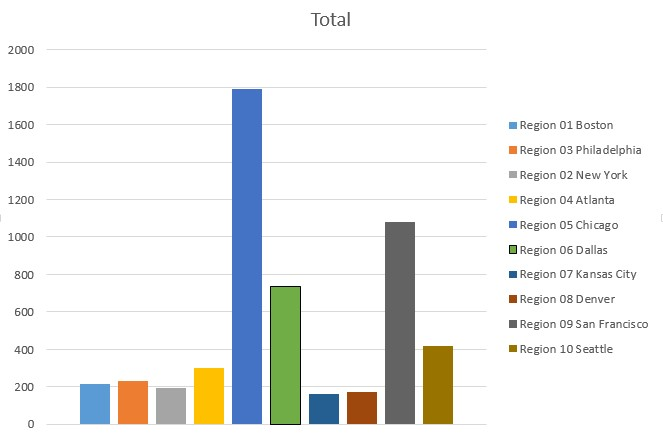 Total
2000
1800
1600
1400
1200
1000
800
600
400
200
0
Region 01 Boston
Region 03 Philadelphia
Region 02 New York
Region 04 Atlanta
Region 05 Chicago
Region 06 Dallas
Region 07 Kansas City
Region 08 Denver
Region 09 San Francisco
Region 10 Seattle